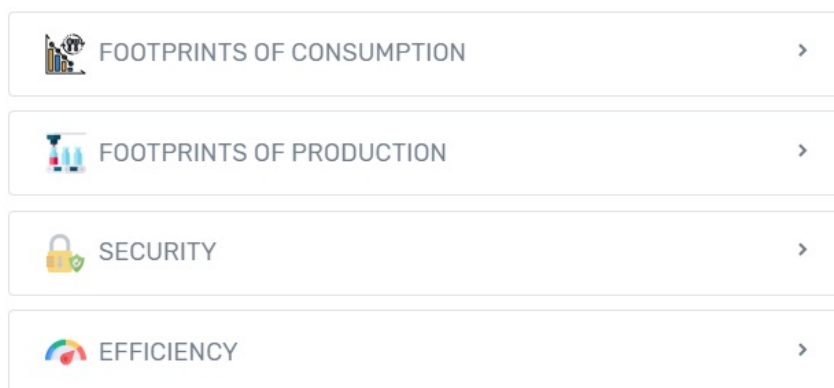 FOOTPRINTS OF CONSUMPTION
FOOTPRINTS OF PRODUCTION
SECURITY
EFFICIENCY